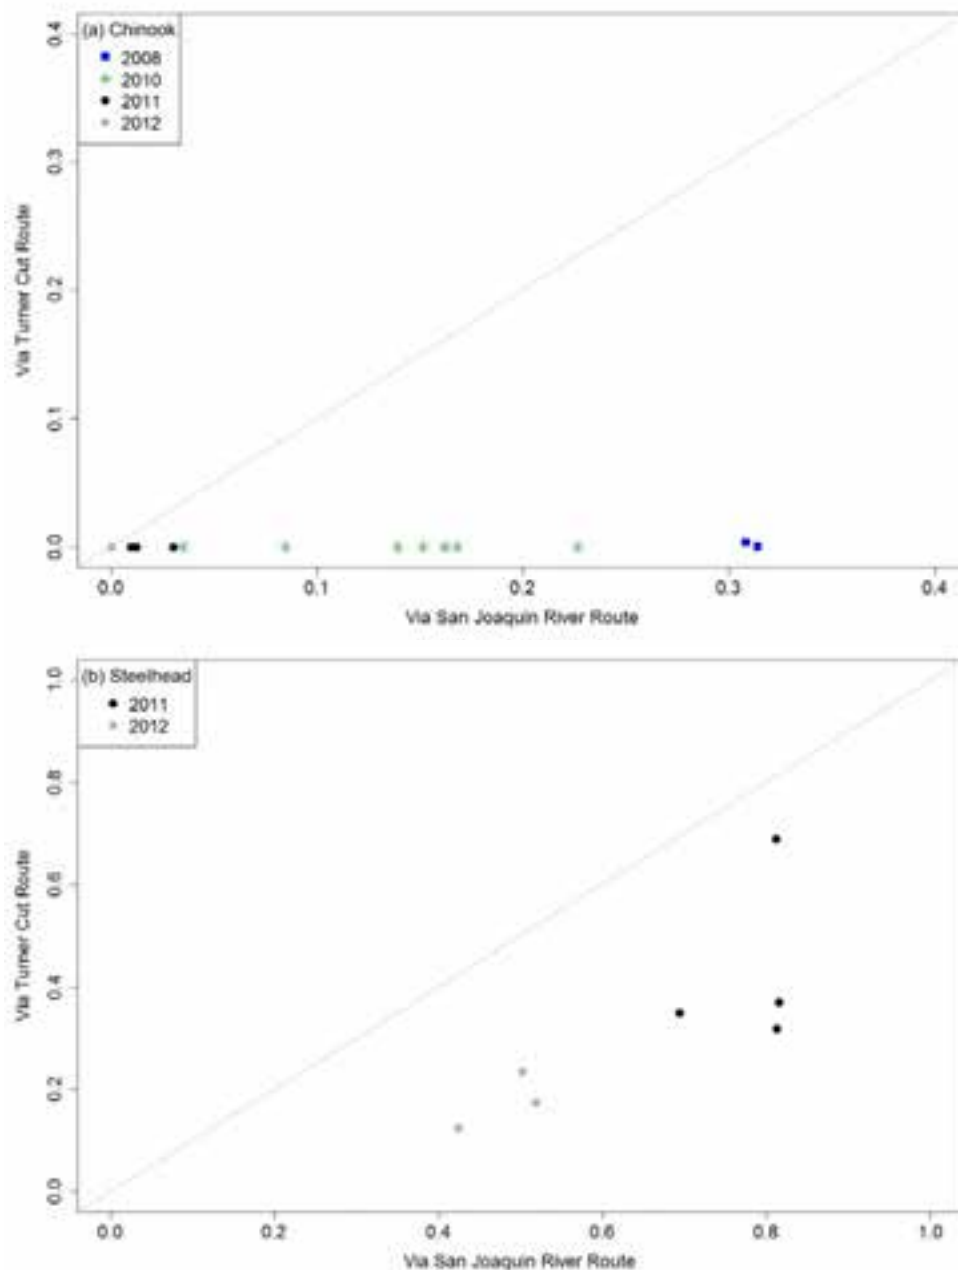 (a) Chinook
2008
2010
2011
2012
0.4
0.3
0.2
0.1
0.0
Via Turner Cut Route
0.0 0.1 0.2 0.3 0.4
Via San Joaquin River Route
(b) Steelhead
2011
2012
1.0
0.8
0.6
0.4
0.2
0.0
Via Turner Cut Route
0.0 0.2 0.4 0.6 0.8 1.0
Via San Joaquin River Route